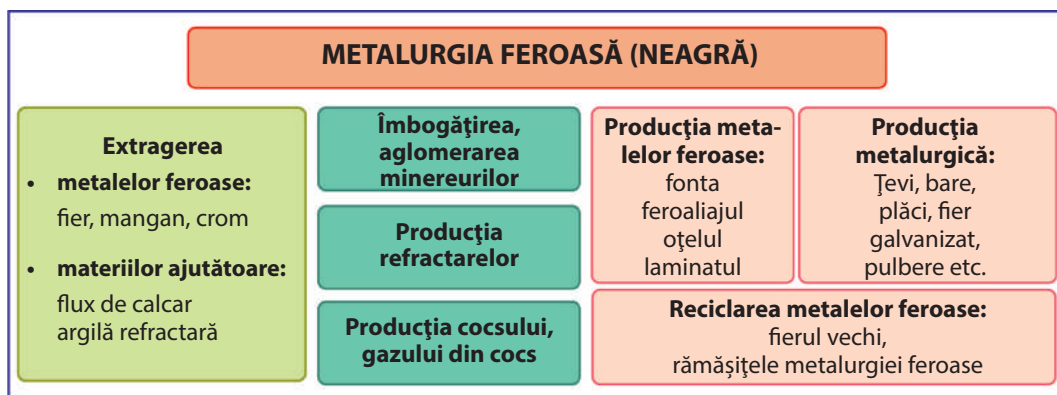 METALURGIA FEROASĂ (NEAGRĂ)
Extragerea
• metalelor feroase:
fier, mangan, crom
• materiilor ajutătoare:
flux de calcar
argilă refractară
Îmbogăţirea,
aglomerarea
minereurilor
Producţia
refractarelor
Producţia cocsului,
gazului din cocs
Producţia meta-
lelor feroase:
fonta
feroaliajul
oţelul
laminatul
Producţia
metalurgică:
Ţevi, bare,
plăci, fier
galvanizat,
pulbere etc.
Reciclarea metalelor feroase:
fierul vechi,
rămăşiţele metalurgiei feroase